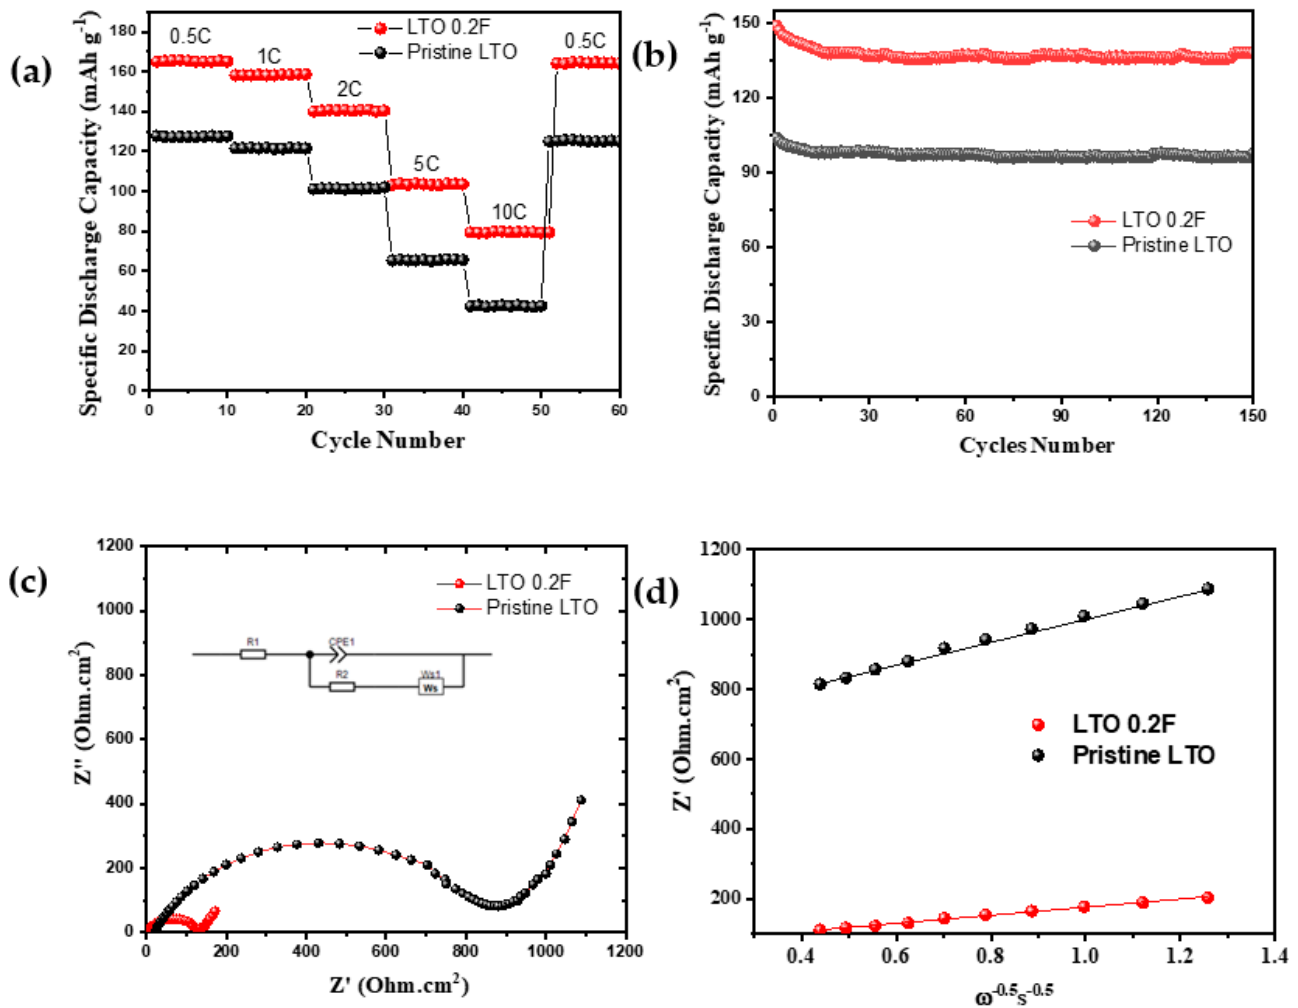 (a)
Specific Discharge Capacity (mAh g⁻¹)
180
160
140
120
100
80
60
40
20
0
0.5C
1C
2C
5C
10C
0.5C
LTO 0.2F
Pristine LTO
0 10 20 30 40 50 60
Cycle Number
(b)
Specific Discharge Capacity (mAh g⁻¹)
150
120
90
60
30
0
LTO 0.2F
Pristine LTO
0 30 60 90 120 150
Cycles Number
(c)
Z'' (Ohm.cm²)
1200
1000
800
600
400
200
0
LTO 0.2F
Pristine LTO
R1
CPE1
R2
Ws1
Ws
0 200 400 600 800 1000 1200
Z' (Ohm.cm²)
(d)
Z' (Ohm.cm²)
1200
1000
800
600
400
200
LTO 0.2F
Pristine LTO
0.4 0.6 0.8 1.0 1.2 1.4
ω⁻⁰·⁵s⁻⁰·⁵